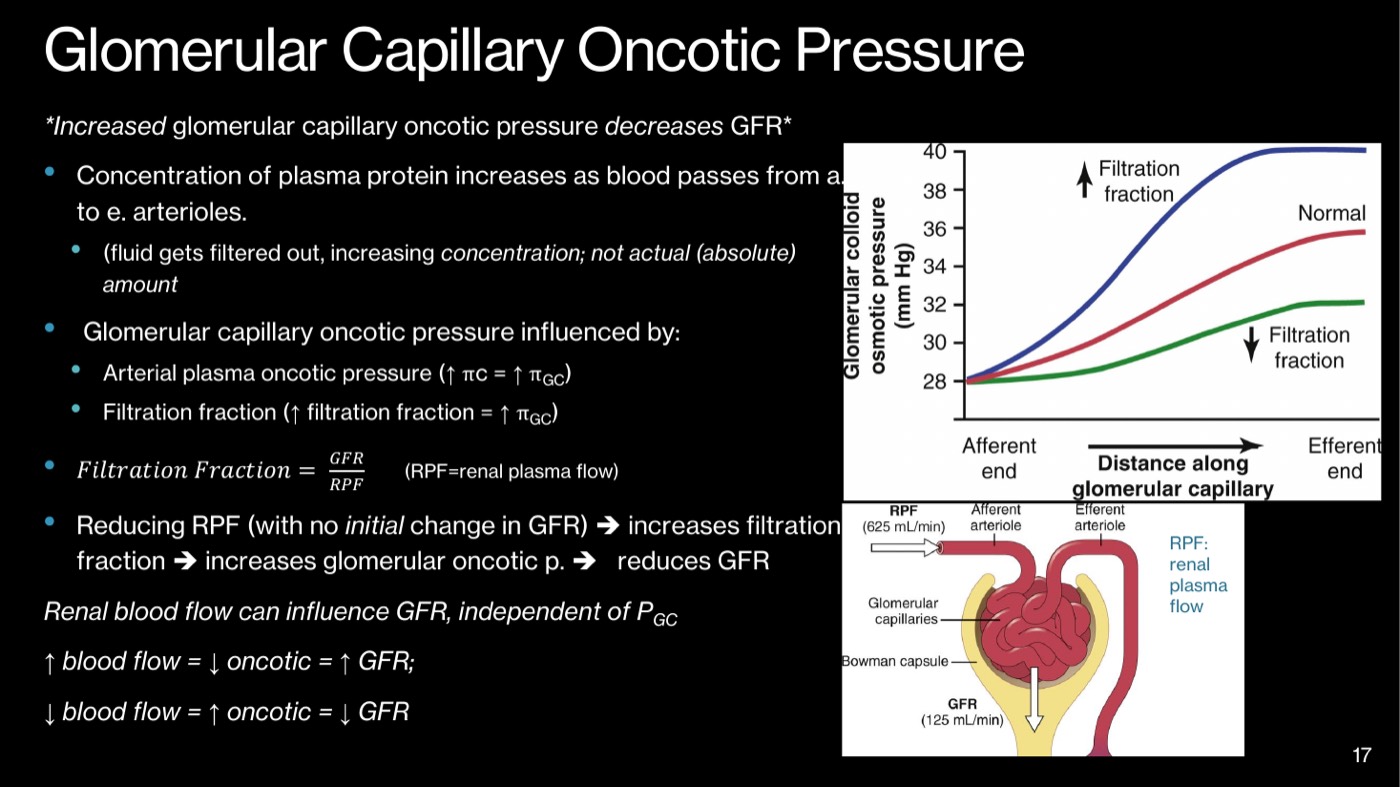 Glomerular Capillary Oncotic Pressure
*Increased glomerular capillary oncotic pressure decreases GFR*
• Concentration of plasma protein increases as blood passes from a.
to e. arterioles.
• (fluid gets filtered out, increasing concentration; not actual (absolute)
amount
• Glomerular capillary oncotic pressure influenced by:
• Arterial plasma oncotic pressure (↑ πc = ↑ πGC)
• Filtration fraction (↑ filtration fraction = ↑ πGC)
• Filtration Fraction = GFR/RPF (RPF=renal plasma flow)
• Reducing RPF (with no initial change in GFR) ➔ increases filtration
fraction ➔ increases glomerular oncotic p. ➔ reduces GFR
Renal blood flow can influence GFR, independent of PGC
↑ blood flow = ↓ oncotic = ↑ GFR;
↓ blood flow = ↑ oncotic = ↓ GFR
Glomerular colloid
osmotic pressure
(mm Hg)
40
38
36
34
32
30
28
↑ Filtration
fraction
Normal
↓ Filtration
fraction
Afferent
end
Distance along
glomerular capillary
Efferent
end
RPF
(625 mL/min)
Afferent
arteriole
Efferent
arteriole
Glomerular
capillaries
Bowman capsule
GFR
(125 mL/min)
RPF:
renal
plasma
flow
17